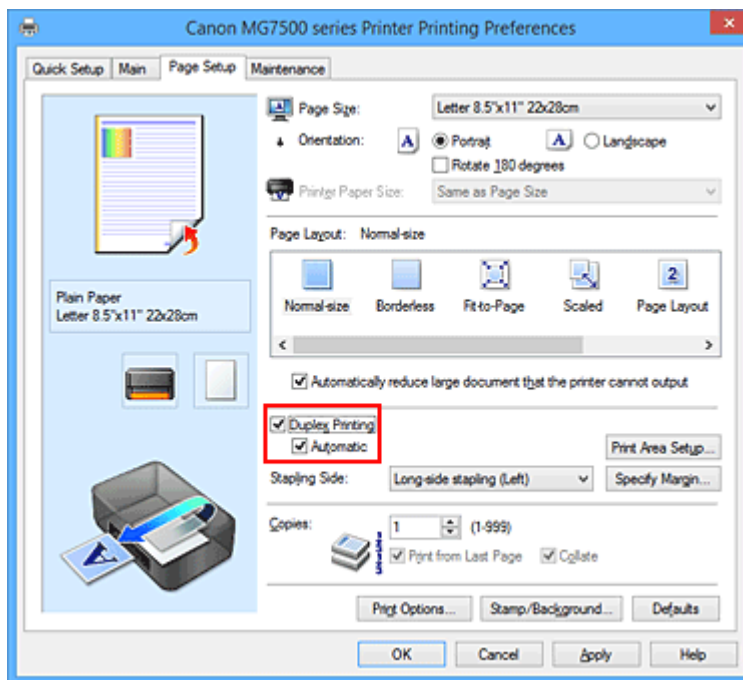 Canon MG7500 series Printer Printing Preferences
Quick Setup Main Page Setup Maintenance
Page Size: Letter 8.5"x11" 22x28cm
Orientation: A Portrait A Landscape
Rotate 180 degrees
Printer Paper Size: Same as Page Size
Page Layout: Normal-size
2
Normal-size Borderless Fit-to-Page Scaled Page Layout
Plain Paper
Letter 8.5"x11" 22x28cm
Automatically reduce large document that the printer cannot output
Duplex Printing
Automatic
Print Area Setup...
Stapling Side: Long-side stapling (Left) Specify Margin...
Copies: 1 (1-999)
Print from Last Page Collate
A
Print Options... Stamp/Background... Defaults
OK Cancel Apply Help